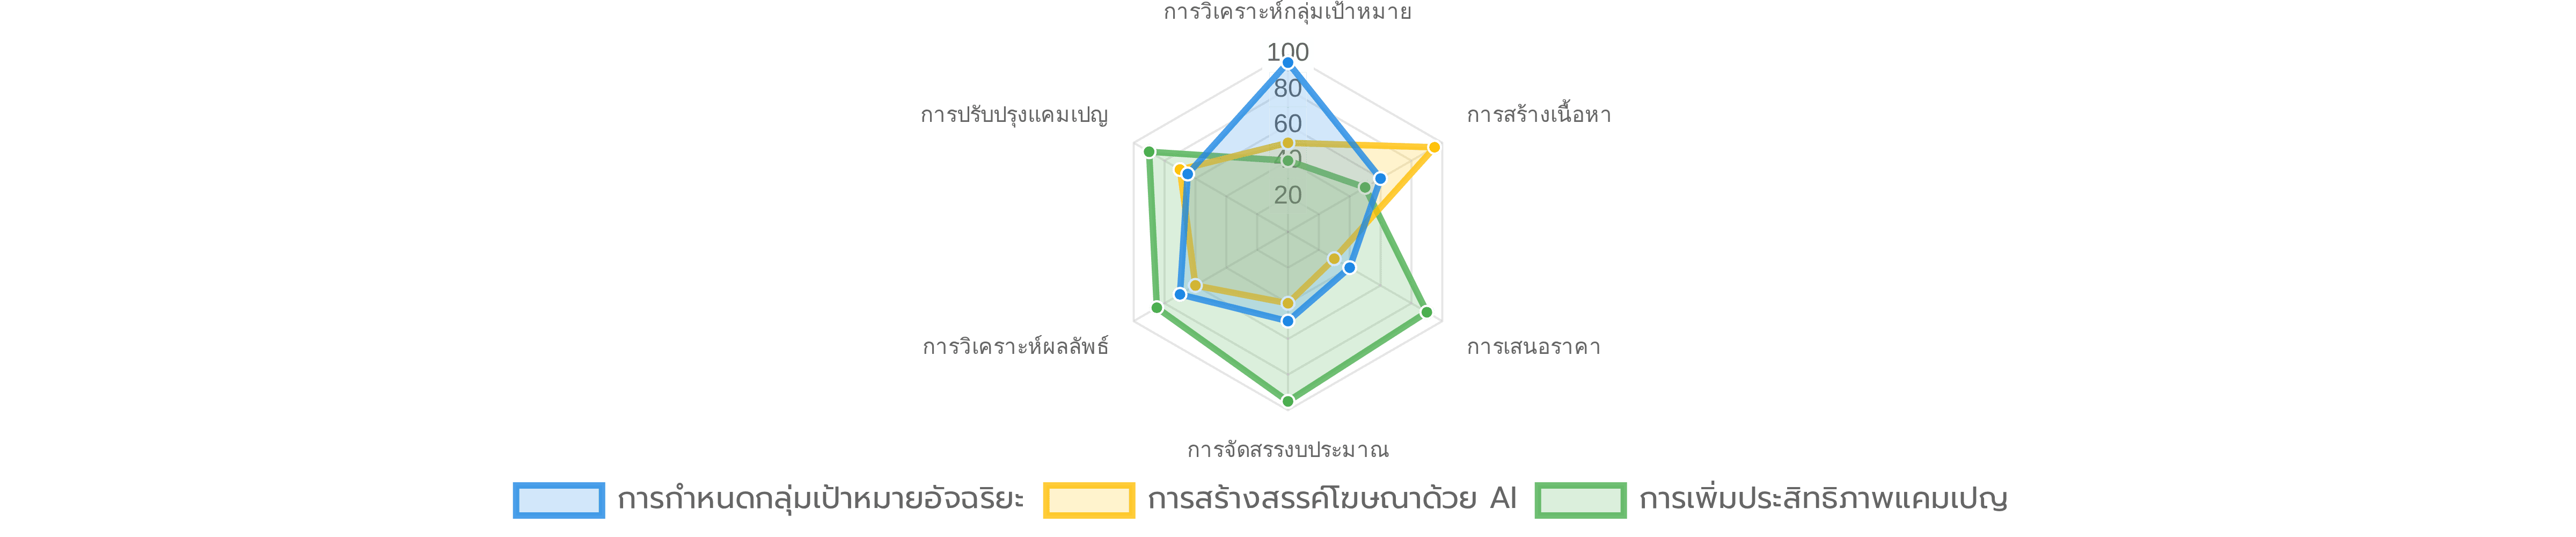 การวิเคราะห์กลุ่มเป้าหมาย
100
80
60
40
20
การปรับปรุงแคมเปญ
การสร้างเนื้อหา
การวิเคราะห์ผลลัพธ์
การเสนอราคา
การจัดสรรงบประมาณ
การกำหนดกลุ่มเป้าหมายอัจฉริยะ
การสร้างสรรค์โฆษณาด้วย AI
การเพิ่มประสิทธิภาพแคมเปญ